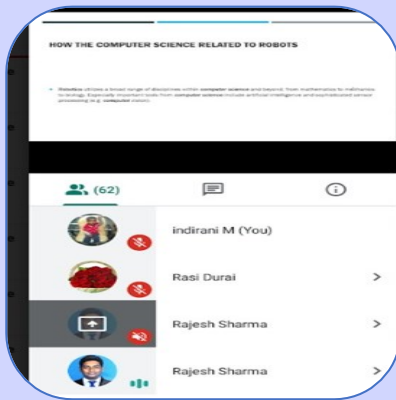 HOW THE COMPUTER SCIENCE RELATED TO ROBOTS
Robotics utilises a broad range of disciplines within computer science and beyond, from mathematics to mechanics
to biology. Especially important tools from computer science include artificial intelligence and sophisticated sensor
processing (e.g. computer vision).
(62)
indirani M (You)
Rasi Durai
Rajesh Sharma
Rajesh Sharma